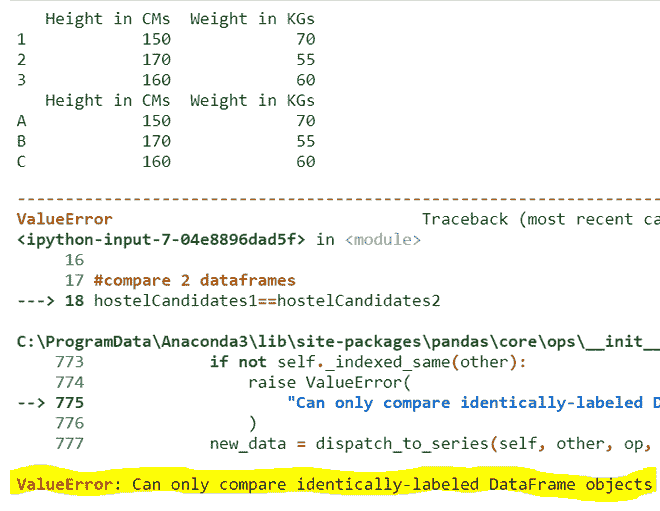 Height in CMs Weight in KGs
1 150 70
2 170 55
3 160 60
Height in CMs Weight in KGs
A 150 70
B 170 55
C 160 60
---------------------------------------------------------------------------
ValueError Traceback (most recent ca
<ipython-input-7-04e8896dad5f> in <module>
16
17 #compare 2 dataframes
---> 18 hostelCandidates1==hostelCandidates2
C:\ProgramData\Anaconda3\lib\site-packages\pandas\core\ops\__init__
773 if not self._indexed_same(other):
774 raise ValueError(
--> 775 "Can only compare identically-labeled D
776 )
777 new_data = dispatch_to_series(self, other, op,
ValueError: Can only compare identically-labeled DataFrame objects